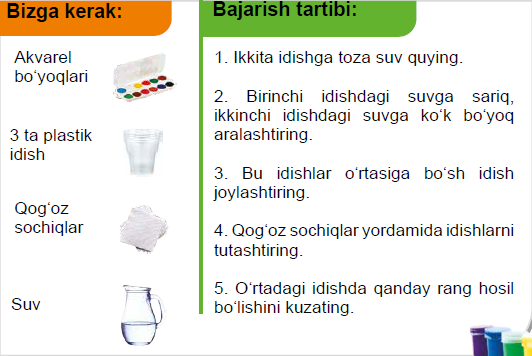 Bizga kerak:
Akvarel
bo‘yoqlari
3 ta plastik
idish
Qog‘oz
sochiqlar
Suv
Bajarish tartibi:
1. Ikkita idishga toza suv quying.
2. Birinchi idishdagi suvga sariq,
ikkinchi idishdagi suvga ko‘k bo‘yoq
aralashtiring.
3. Bu idishlar o‘rtasiga bo‘sh idish
joylashtiring.
4. Qog‘oz sochiqlar yordamida idishlarni
tutashtiring.
5. O‘rtadagi idishda qanday rang hosil
bo‘lishini kuzating.